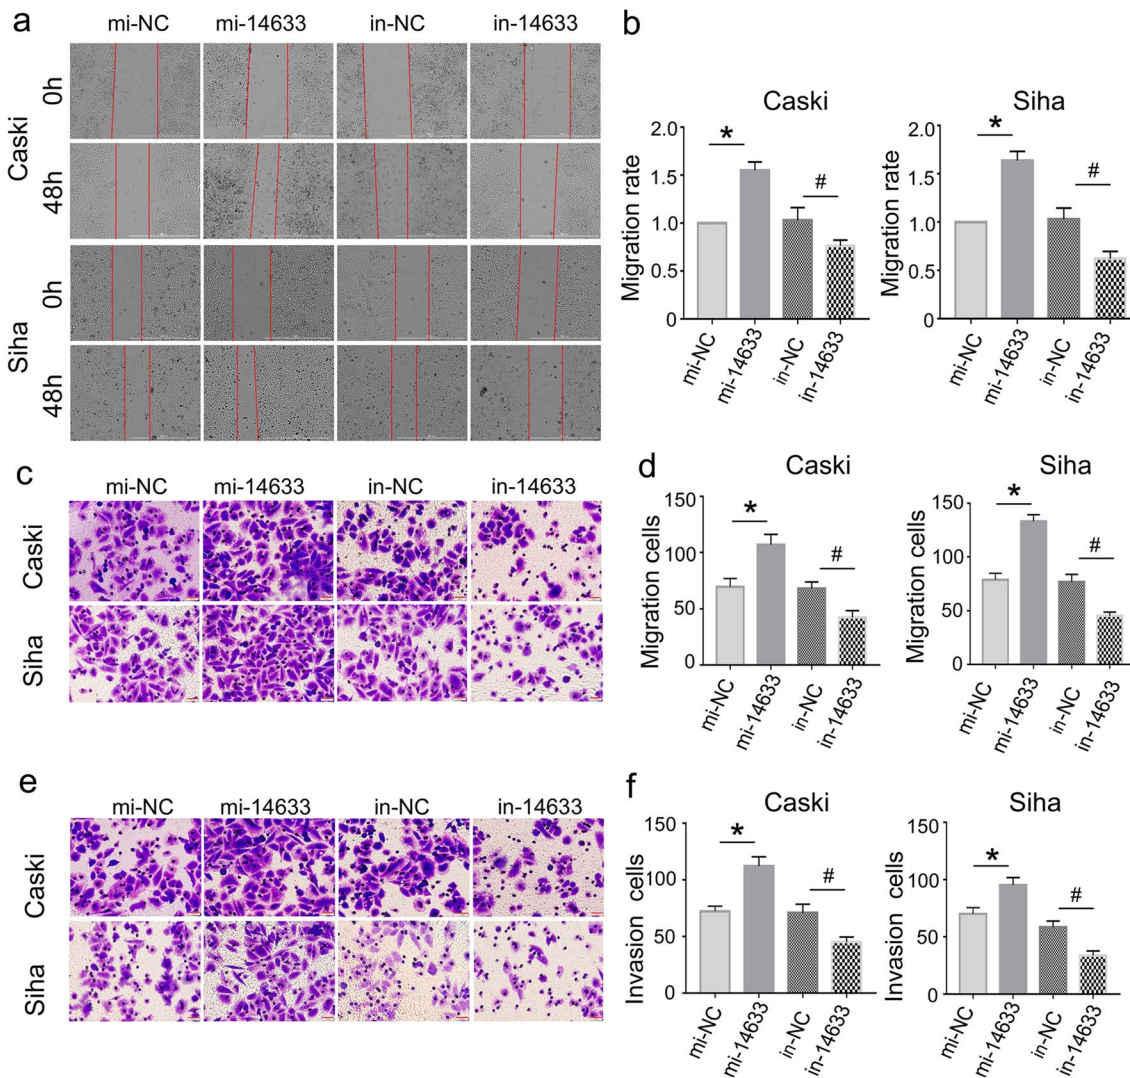 a
mi-NC mi-14633 in-NC in-14633
Caski
0h
48h
Siha
0h
48h
b
Caski
Migration rate
2.0
1.5
1.0
0.5
0
*
#
mi-NC
mi-14633
in-NC
in-14633
Siha
Migration rate
2.0
1.5
1.0
0.5
0
*
#
mi-NC
mi-14633
in-NC
in-14633
c
mi-NC mi-14633 in-NC in-14633
Caski
Siha
d
Caski
Migration cells
150
100
50
0
*
#
mi-NC
mi-14633
in-NC
in-14633
Siha
Migration cells
150
100
50
0
*
#
mi-NC
mi-14633
in-NC
in-14633
e
mi-NC mi-14633 in-NC in-14633
Caski
Siha
f
Caski
Invasion cells
150
100
50
0
*
#
mi-NC
mi-14633
in-NC
in-14633
Siha
Invasion cells
150
100
50
0
*
#
mi-NC
mi-14633
in-NC
in-14633